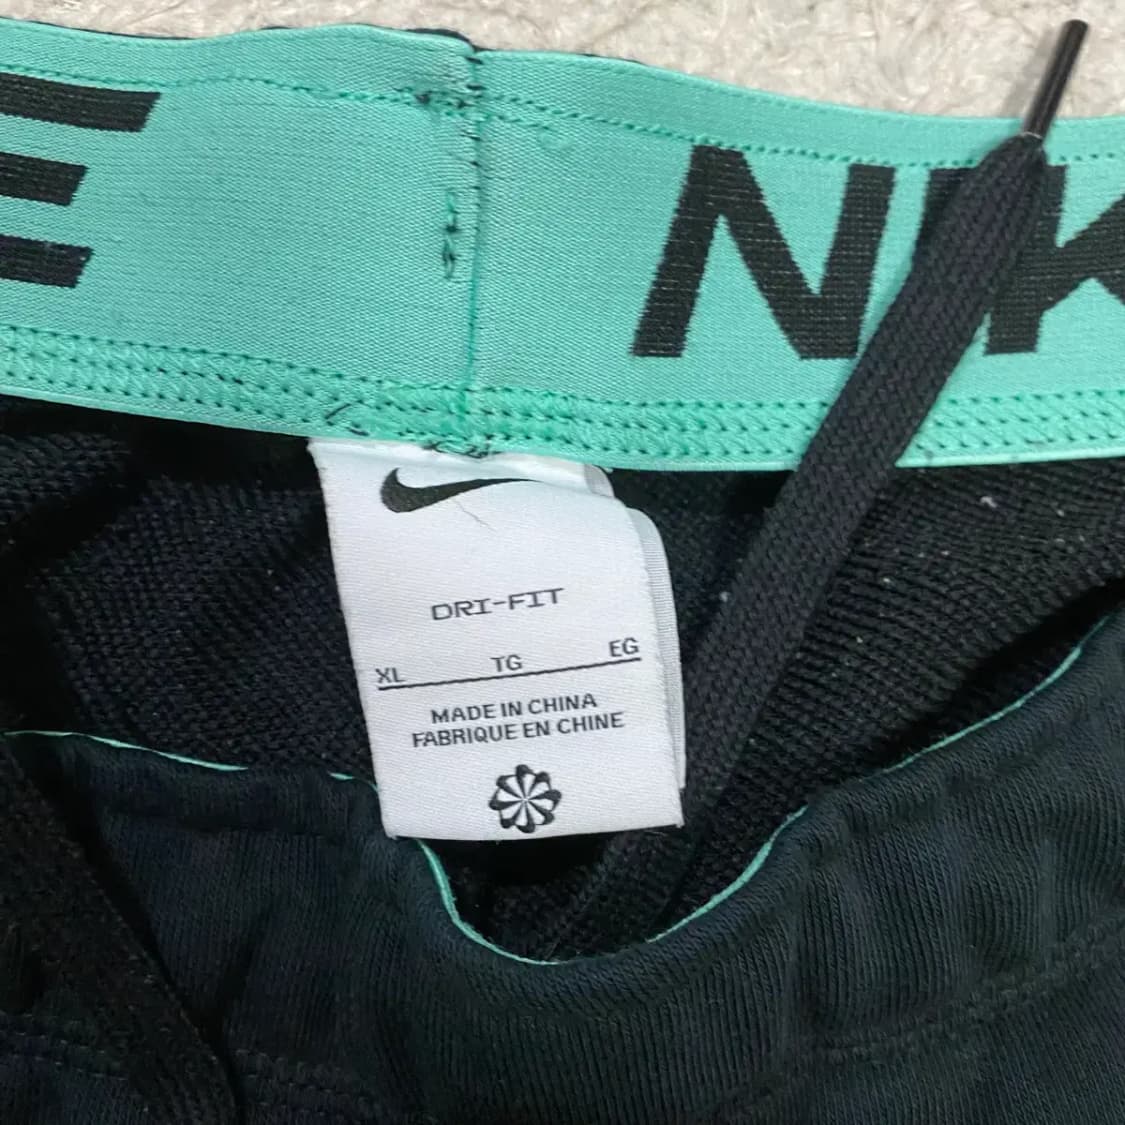 E NIK
DRI-FIT
XL TG EG
MADE IN CHINA
FABRIQUE EN CHINE